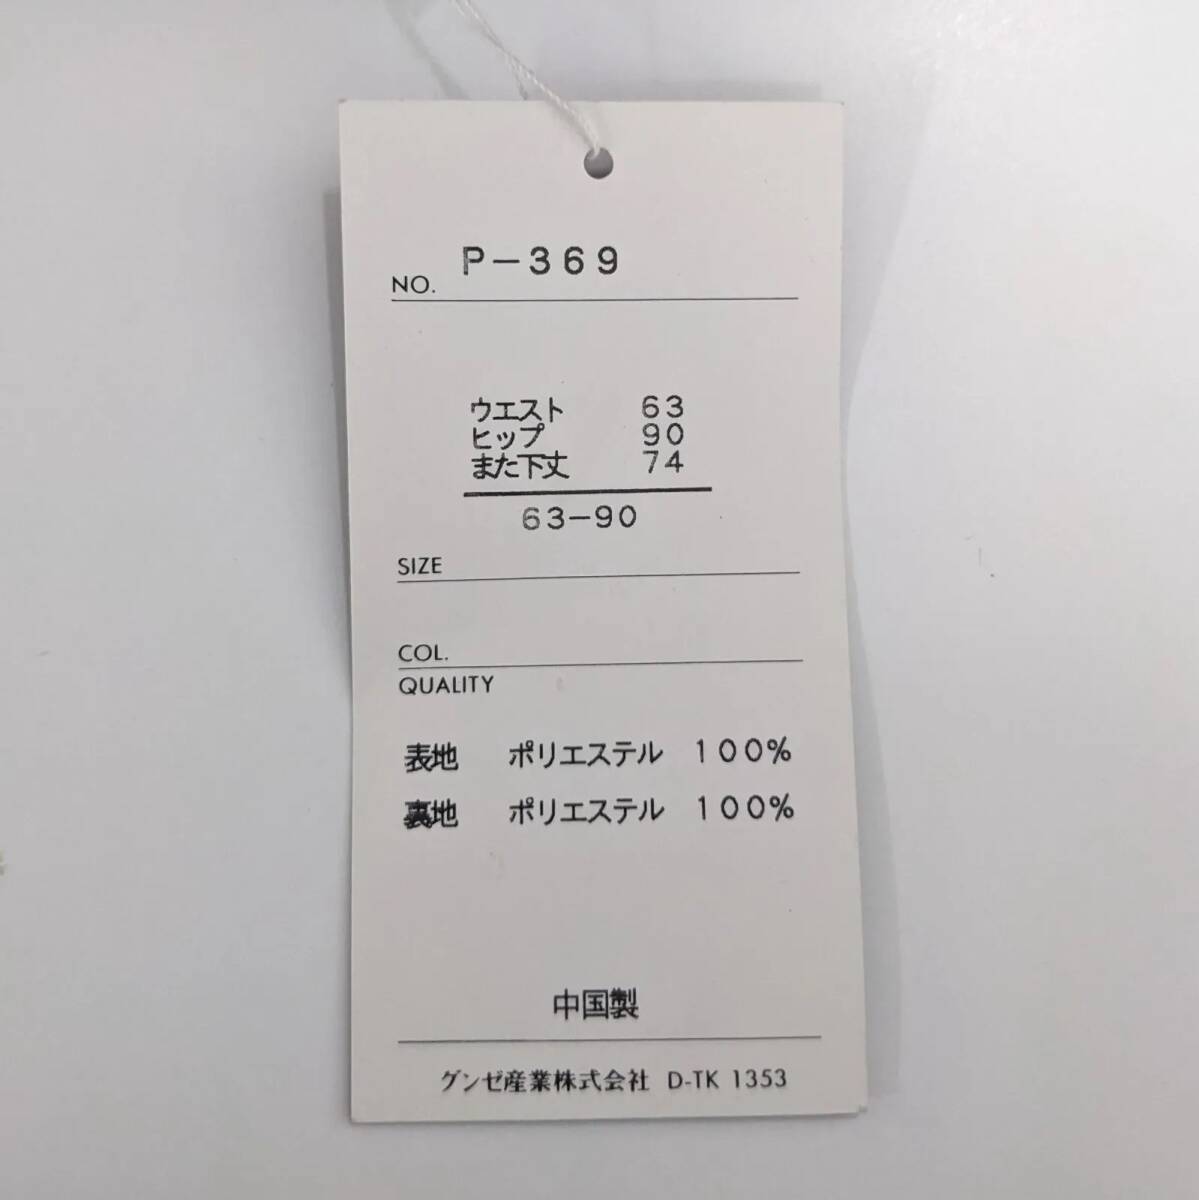 NO. P-369
ウエスト 63
ヒップ 90
また下丈 74
63-90
SIZE
COL.
QUALITY
表地 ポリエステル 100%
裏地 ポリエステル 100%
中国製
グンゼ産業株式会社 D-TK 1353